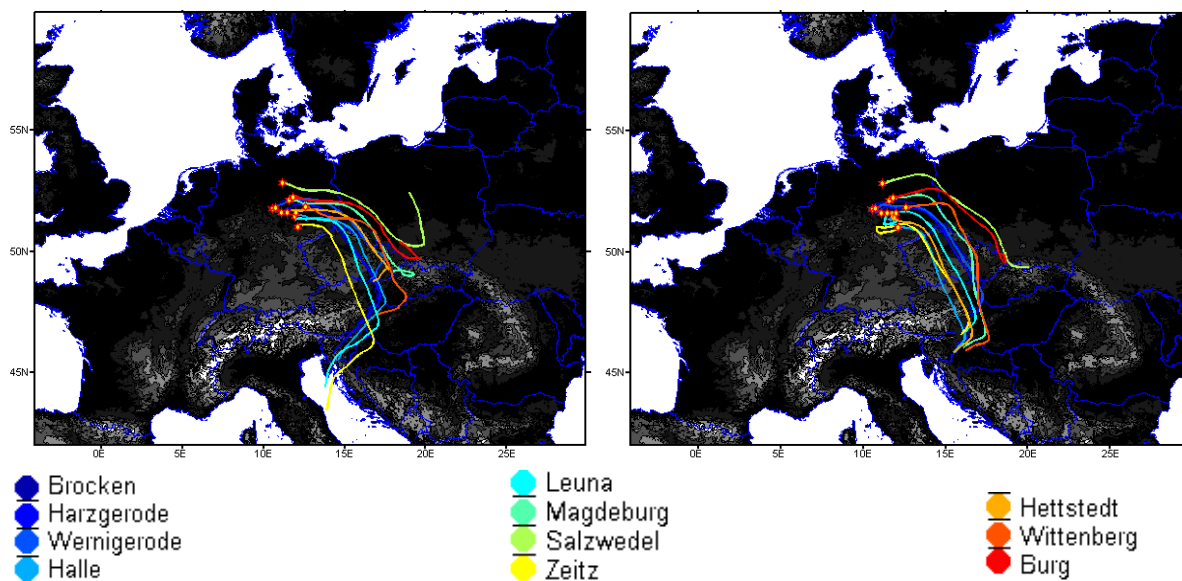 55N
50N
45N
0E 5E 10E 15E 20E 25E
55N
50N
45N
0E 5E 10E 15E 20E 25E
Brocken
Harzgerode
Wernigerode
Halle
Leuna
Magdeburg
Salzwedel
Zeitz
Hettstedt
Wittenberg
Burg